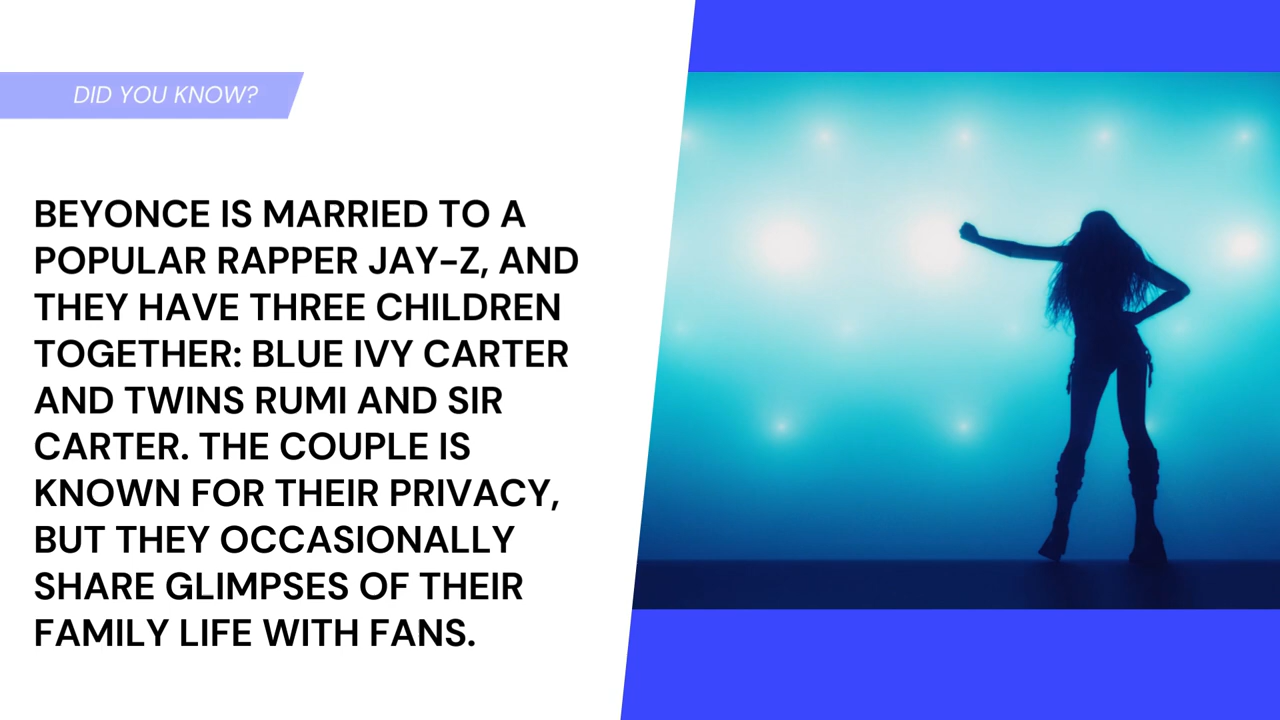 DID YOU KNOW?
BEYONCE IS MARRIED TO A
POPULAR RAPPER JAY-Z, AND
THEY HAVE THREE CHILDREN
TOGETHER: BLUE IVY CARTER
AND TWINS RUMI AND SIR
CARTER. THE COUPLE IS
KNOWN FOR THEIR PRIVACY,
BUT THEY OCCASIONALLY
SHARE GLIMPSES OF THEIR
FAMILY LIFE WITH FANS.